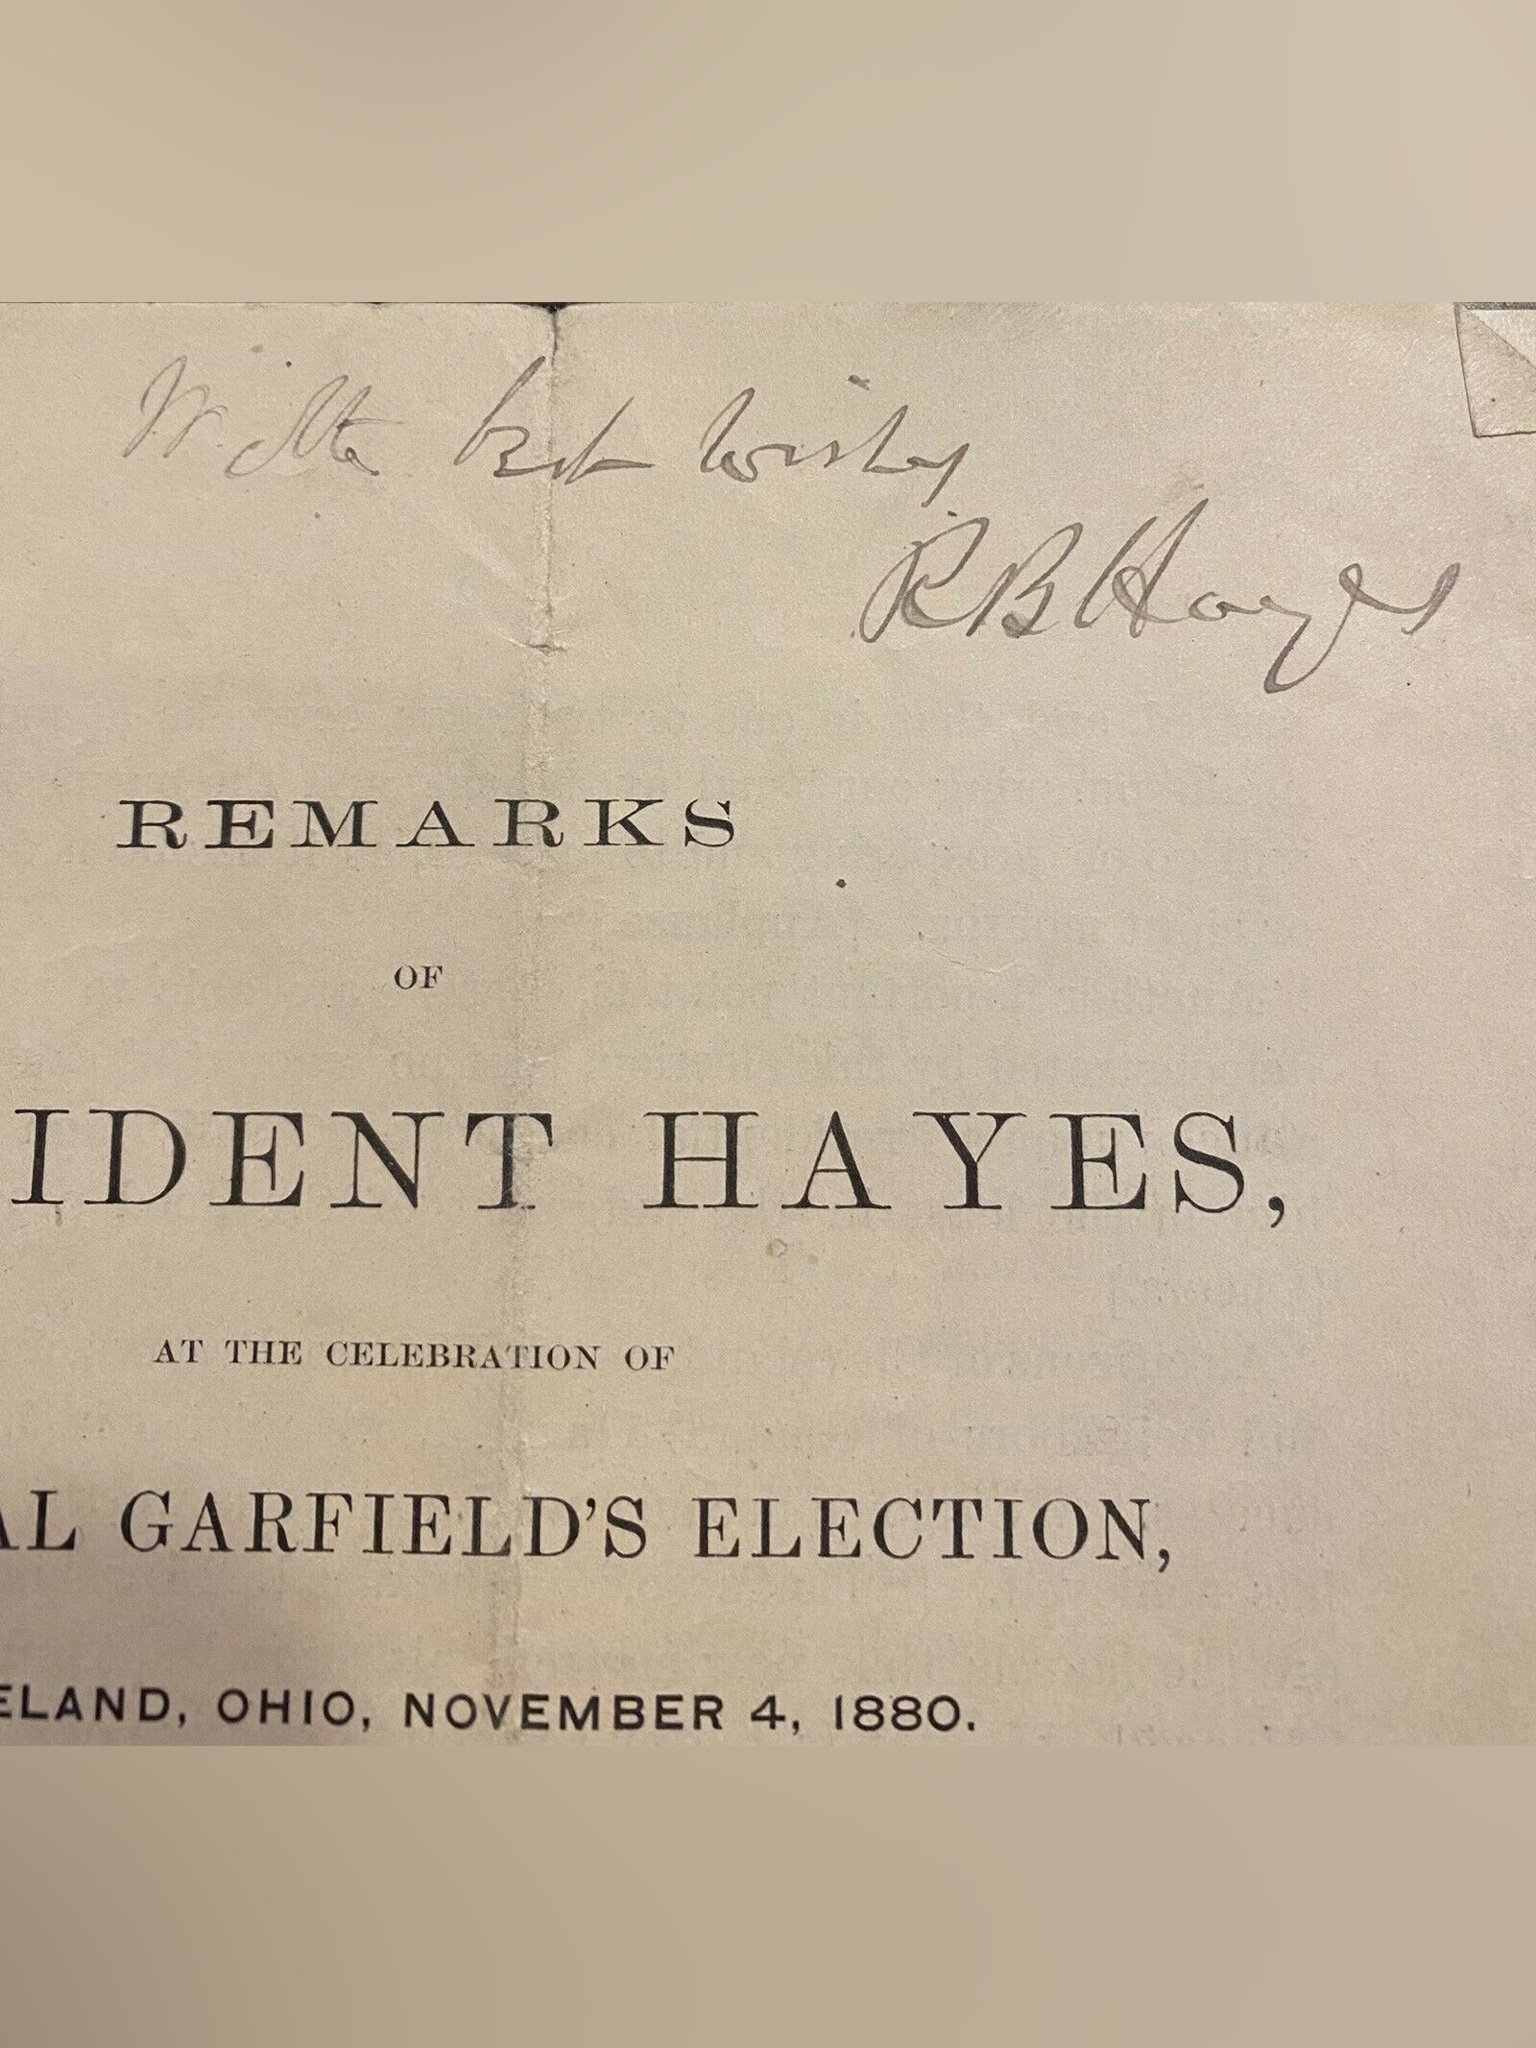 With best wishes
R B Hayes
REMARKS
OF
IDENT HAYES,
AT THE CELEBRATION OF
AL GARFIELD'S ELECTION,
ELAND, OHIO, NOVEMBER 4, 1880.